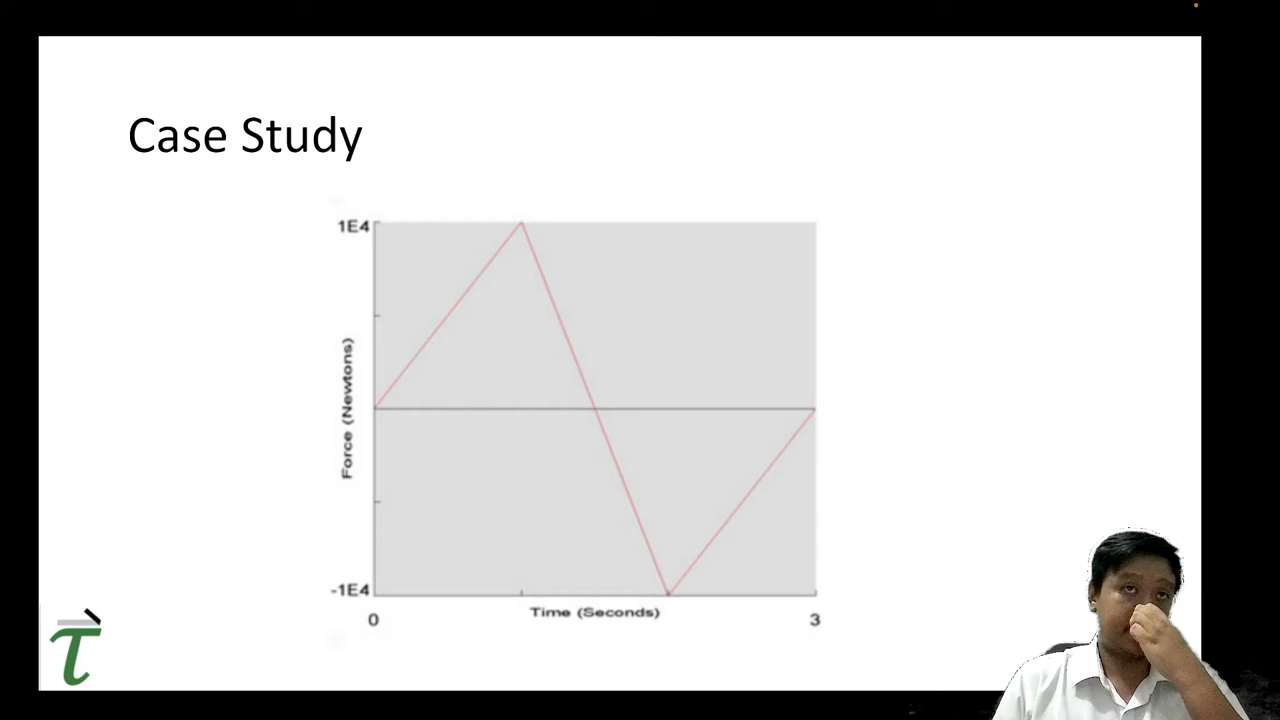 Case Study
1E4
Force (Newtons)
-1E4
0
Time (Seconds)
3
τ